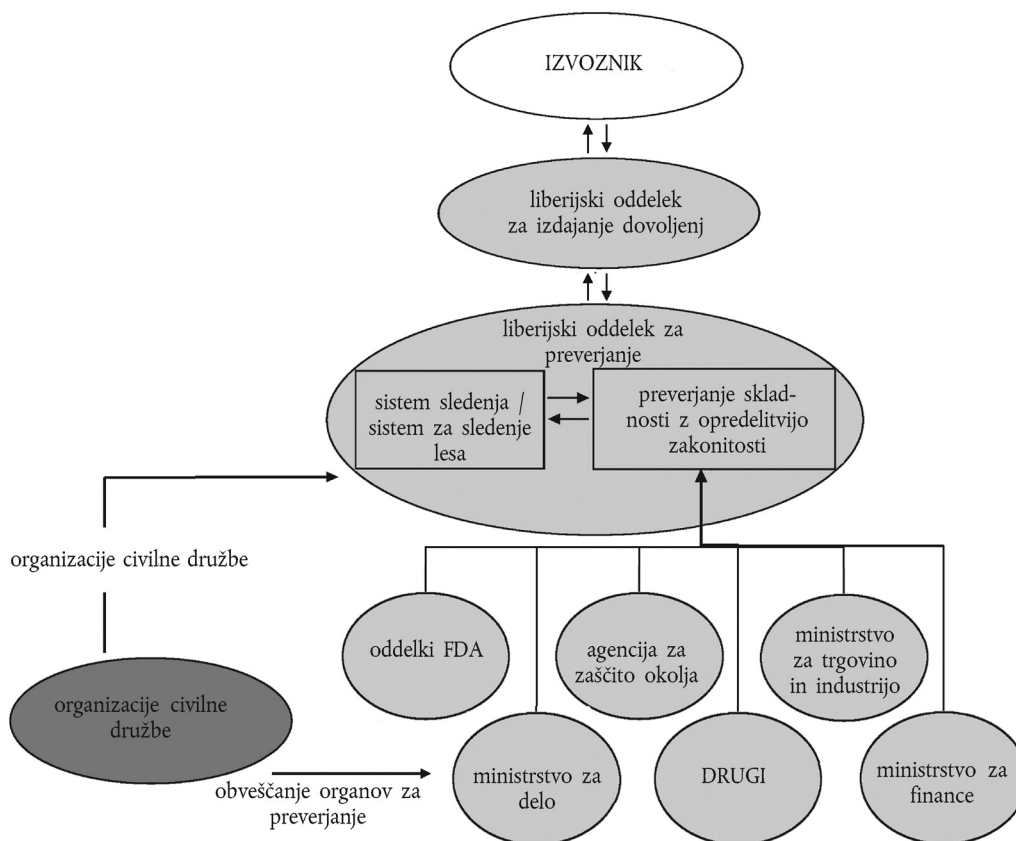 IZVOZNIK
liberijski oddelek
za izdajanje dovoljenj
liberijski oddelek za
preverjanje
sistem sledenja /
sistem za sledenje
lesa
preverjanje sklad-
nosti z opredelitvijo
zakonitosti
organizacije civilne družbe
oddelki FDA
agencija za
zaščito okolja
ministrstvo
za trgovino
in industrijo
organizacije civilne
družbe
obveščanje organov za
preverjanje
ministrstvo za
delo
DRUGI
ministrstvo za
finance